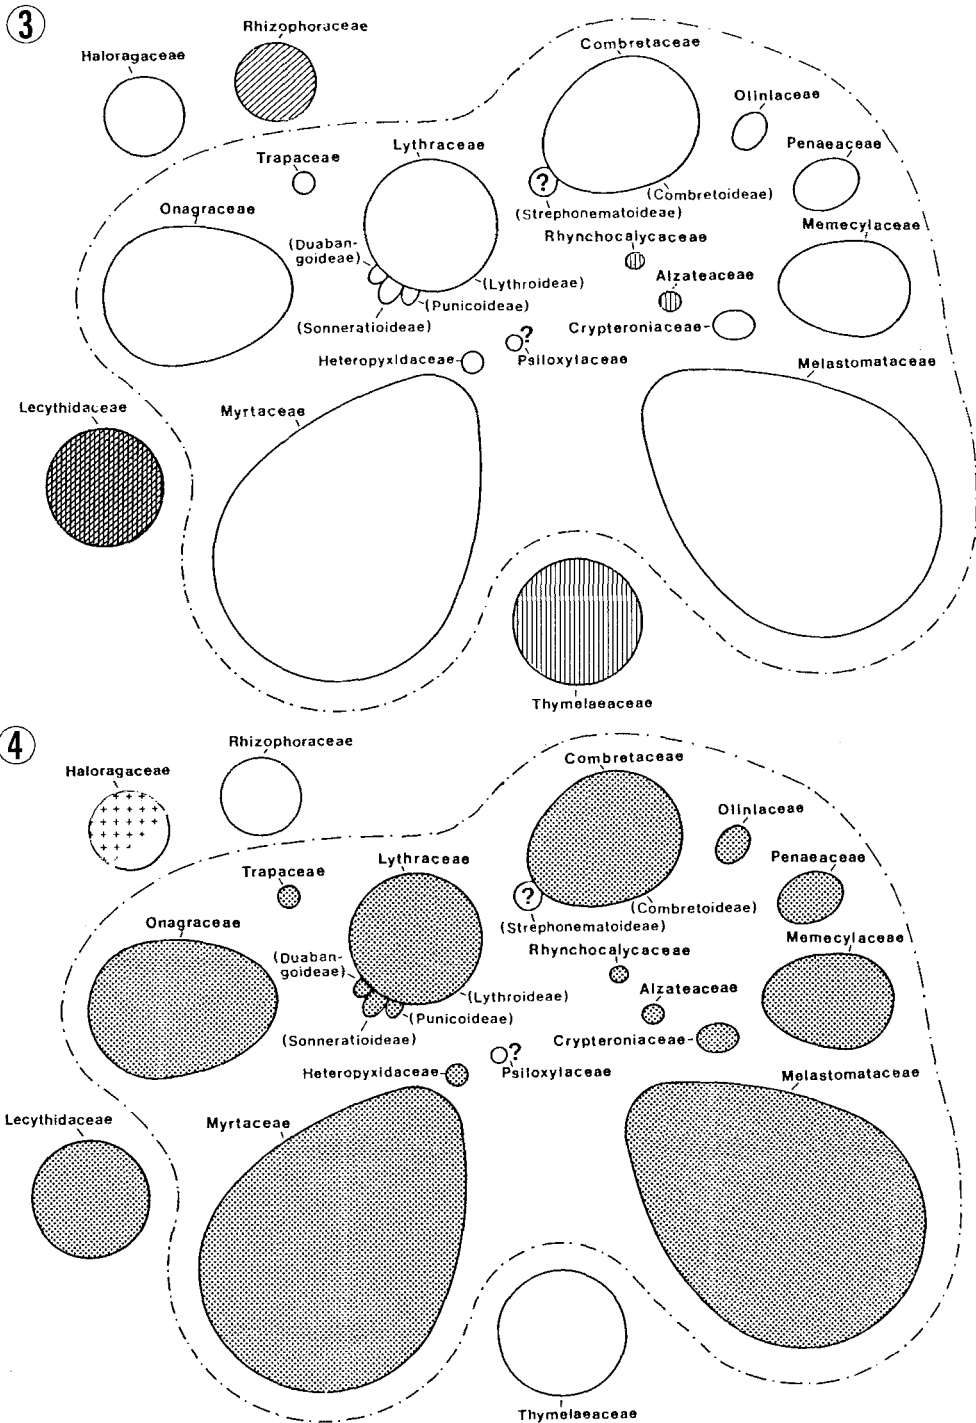 3
Rhizophoraceae
Haloragaceae
Combretaceae
Oliniaceae
Trapaceae
Lythraceae
Penaeaceae
(Combretoideae)
?
Onagraceae
(Strephonematoideae)
Memecylaceae
(Duaban-
goideae)
Rhynchocalycaceae
Alzateaceae
(Lythroideae)
(Punicoideae)
(Sonneratioideae)
Crypteroniaceae
?
Heteropyxidaceae
Psiloxylaceae
Melastomataceae
Lecythidaceae
Myrtaceae
Thymelaeaceae
4
Rhizophoraceae
Haloragaceae
Combretaceae
Oliniaceae
Trapaceae
Lythraceae
Penaeaceae
?
(Combretoideae)
Onagraceae
(Strephonematoideae)
Memecylaceae
(Duaban-
goideae)
Rhynchocalycaceae
Alzateaceae
(Lythroideae)
(Punicoideae)
(Sonneratioideae)
Crypteroniaceae
?
Heteropyxidaceae
Psiloxylaceae
Melastomataceae
Lecythidaceae
Myrtaceae
Thymelaeaceae